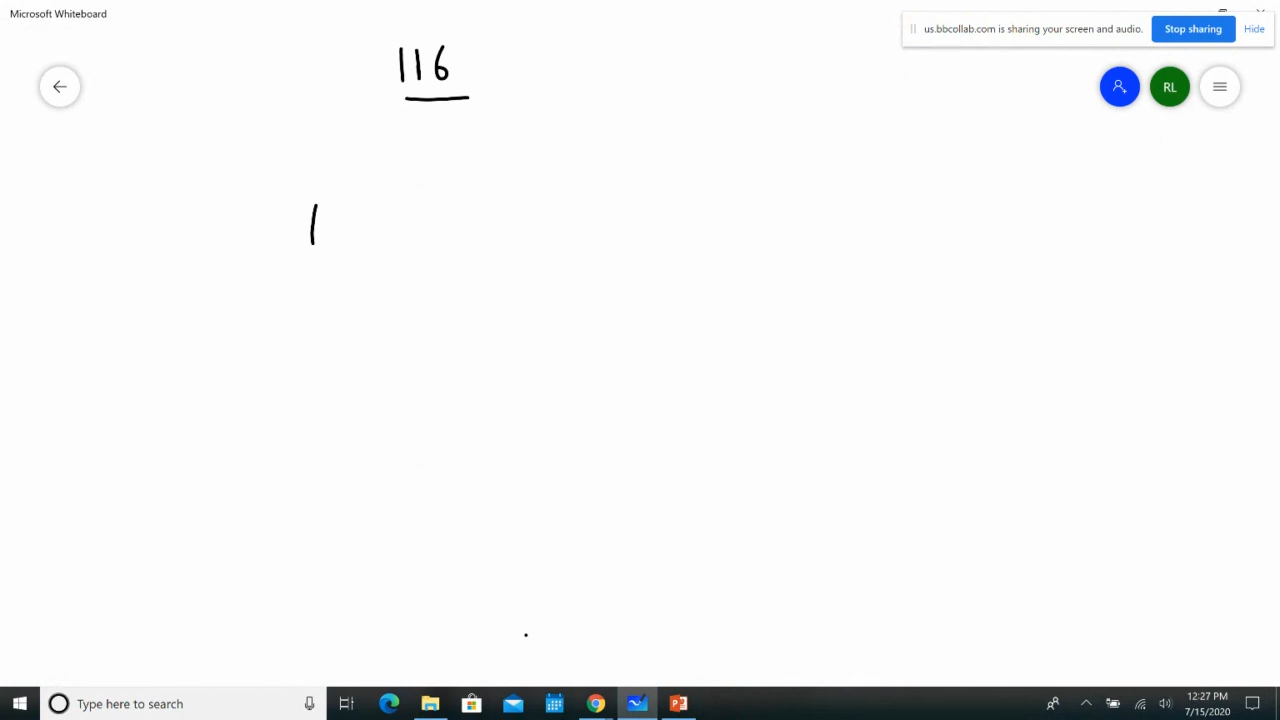 Microsoft Whiteboard
us.bbcollab.com is sharing your screen and audio.
Stop sharing
Hide
116
RL
1
Type here to search
12:27 PM
7/15/2020